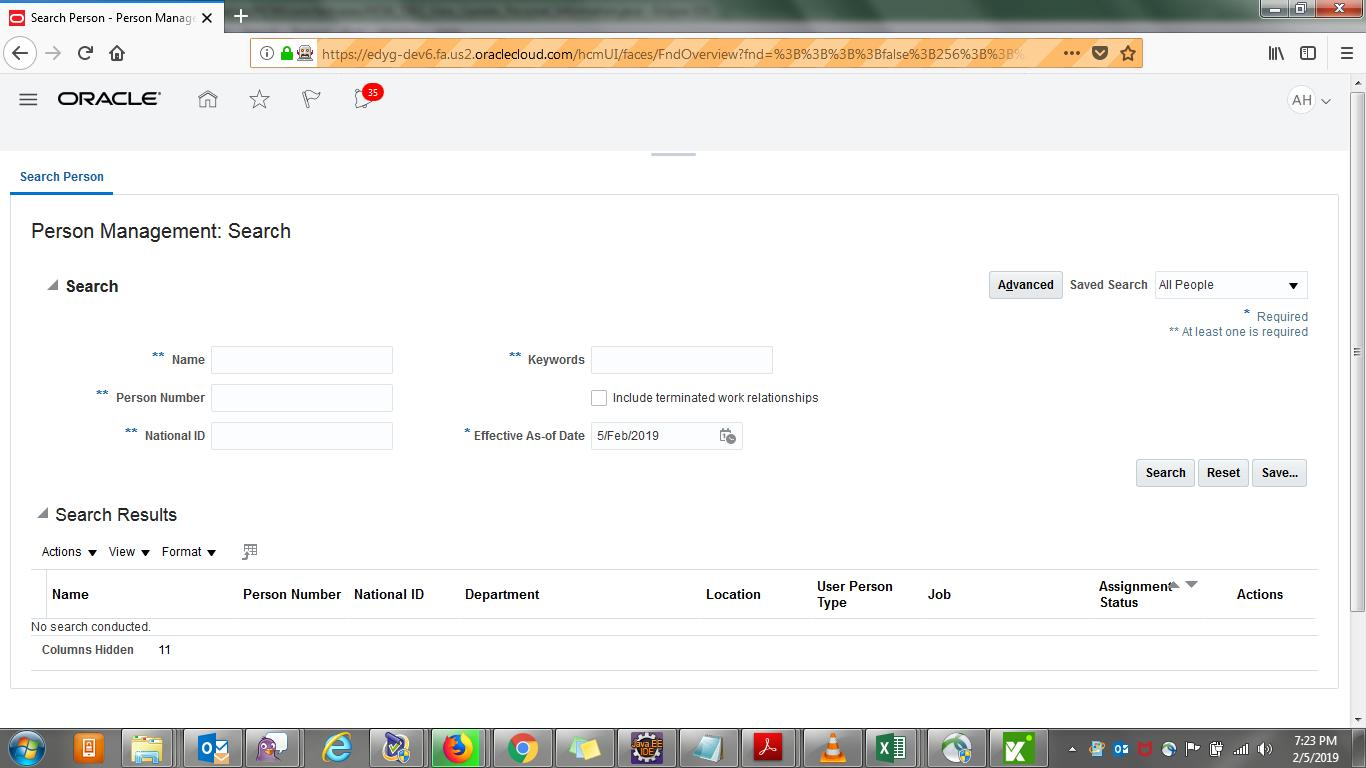 Search Person - Person Manage
https://edyg-dev6.fa.us2.oraclecloud.com/hcmUI/faces/FndOverview?fnd=%3B%3B%3B%3Bfalse%3B256%3B%3B%
ORACLE
35
AH
Search Person
Person Management: Search
Search
Advanced Saved Search All People
* Required
** At least one is required
** Name
** Keywords
** Person Number
Include terminated work relationships
** National ID
* Effective As-of Date 5/Feb/2019
Search Reset Save...
Search Results
Actions View Format
Name Person Number National ID Department Location User Person Type Job Assignment Status Actions
No search conducted.
Columns Hidden 11
Java EE
IDE
7:23 PM
2/5/2019